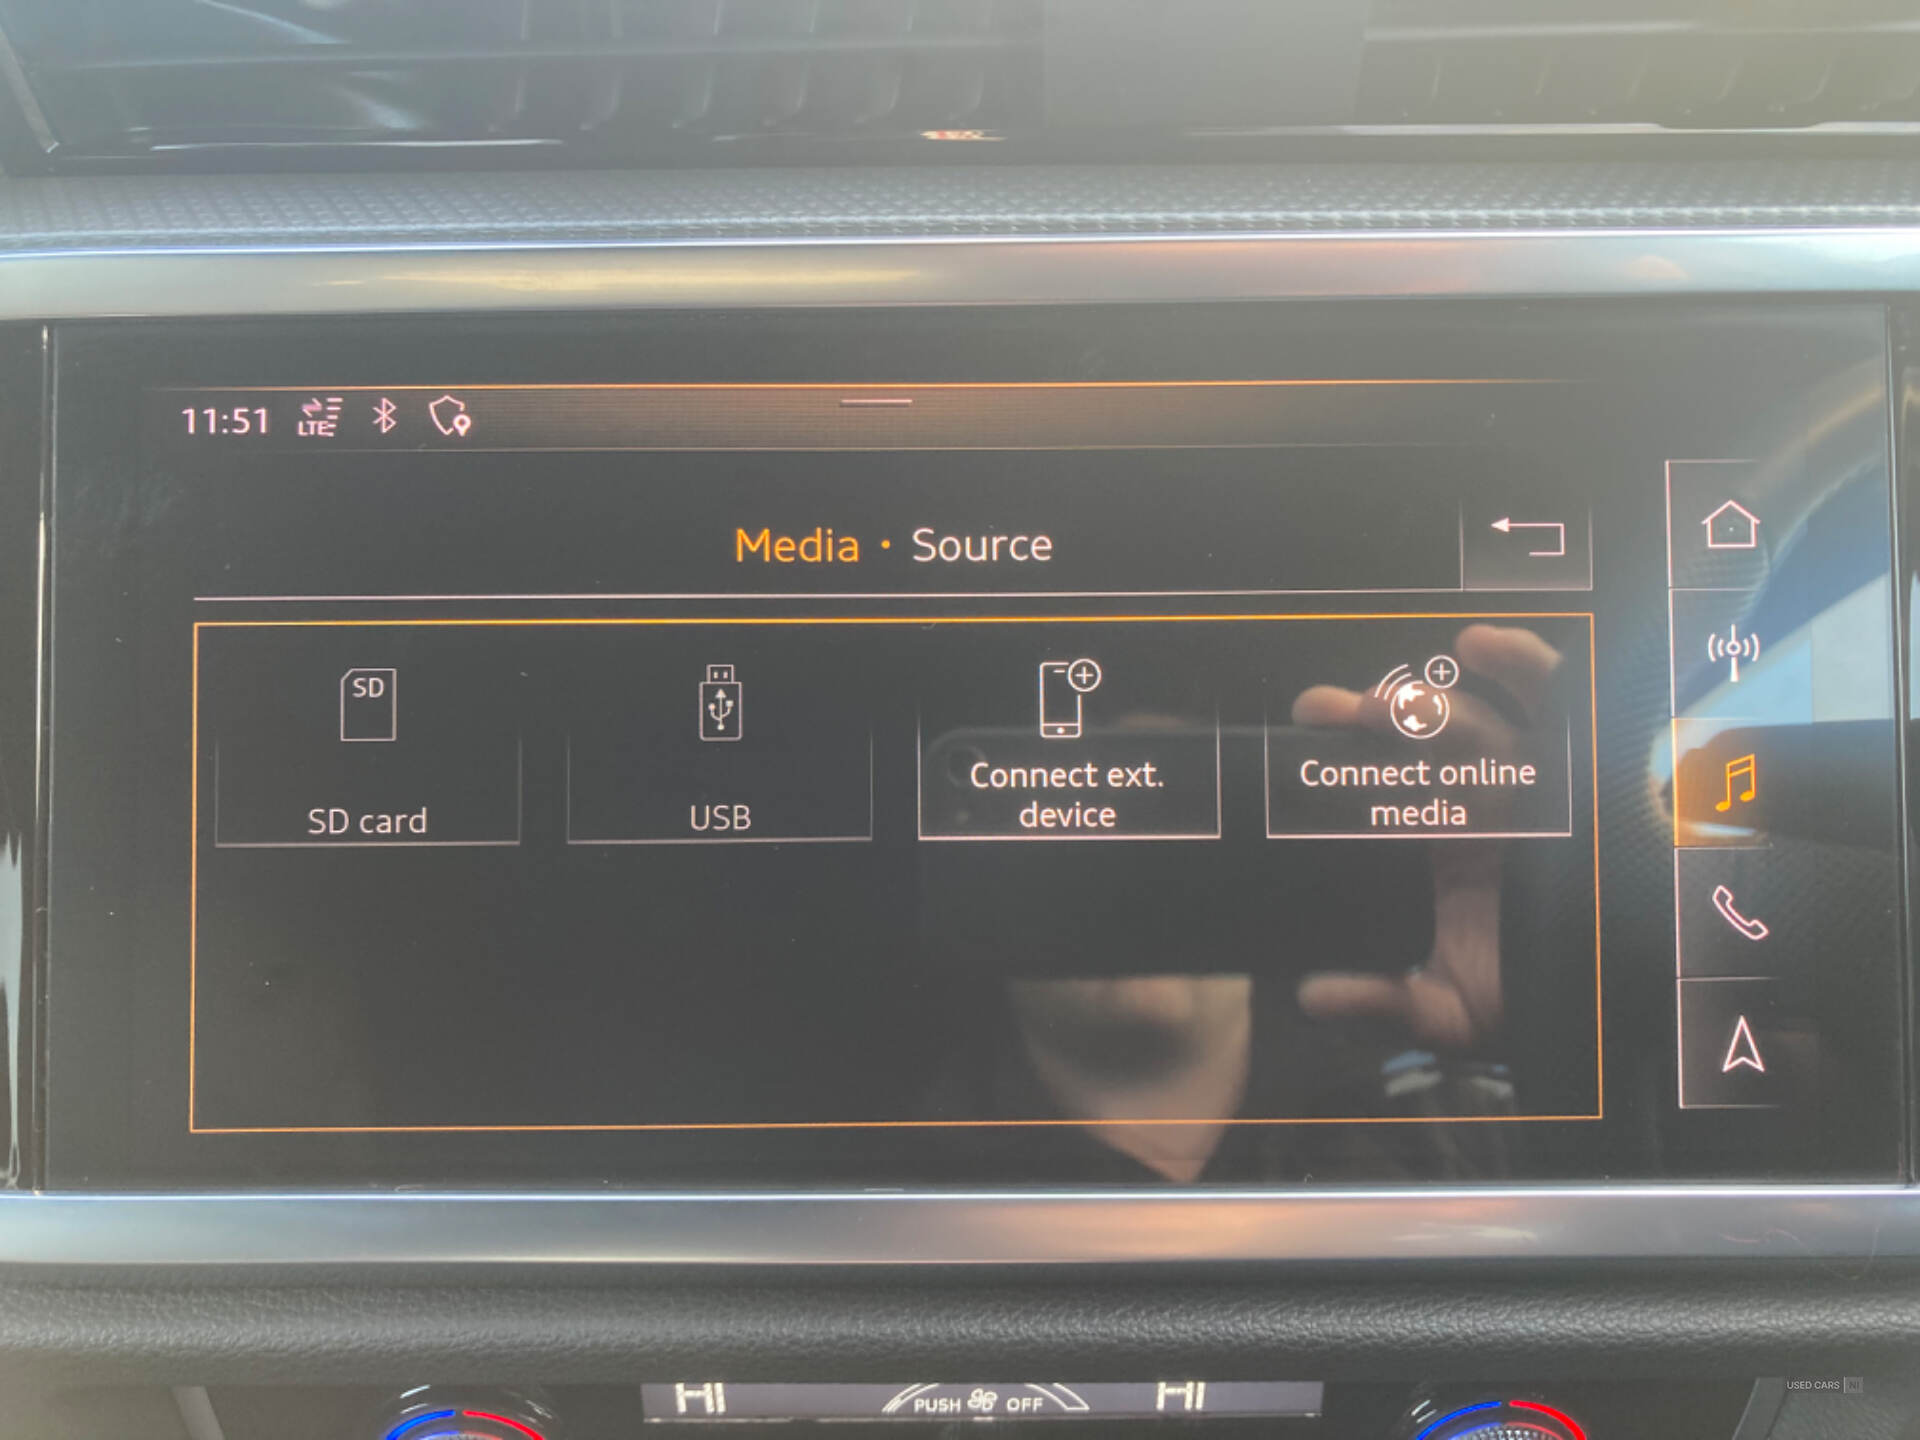 11:51 LTE
Media · Source
SD
SD card
USB
Connect ext.
device
Connect online
media
HI PUSH OFF HI
USED CARS NI